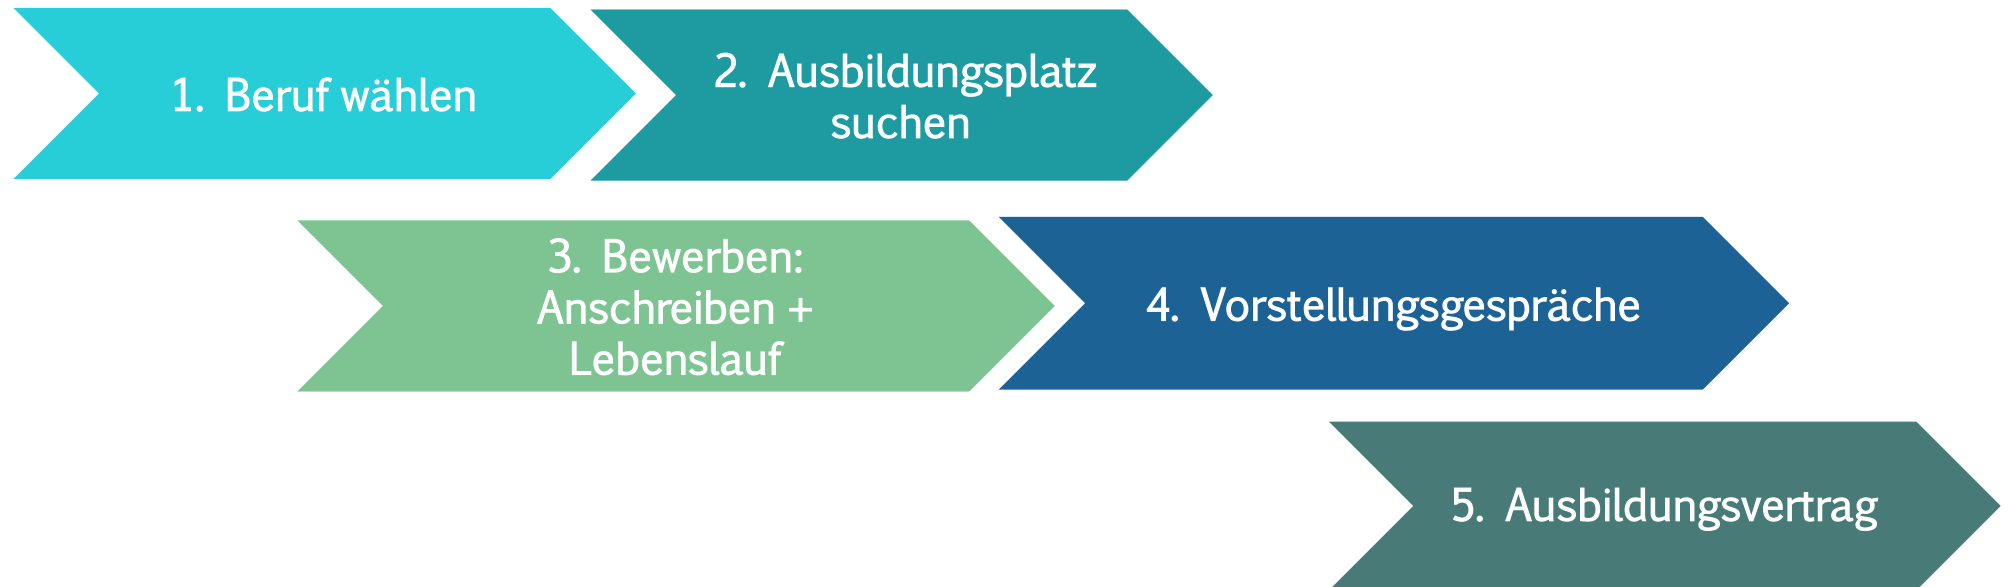 1. Beruf wählen
2. Ausbildungsplatz
suchen
3. Bewerben:
Anschreiben +
Lebenslauf
4. Vorstellungsgespräche
5. Ausbildungsvertrag